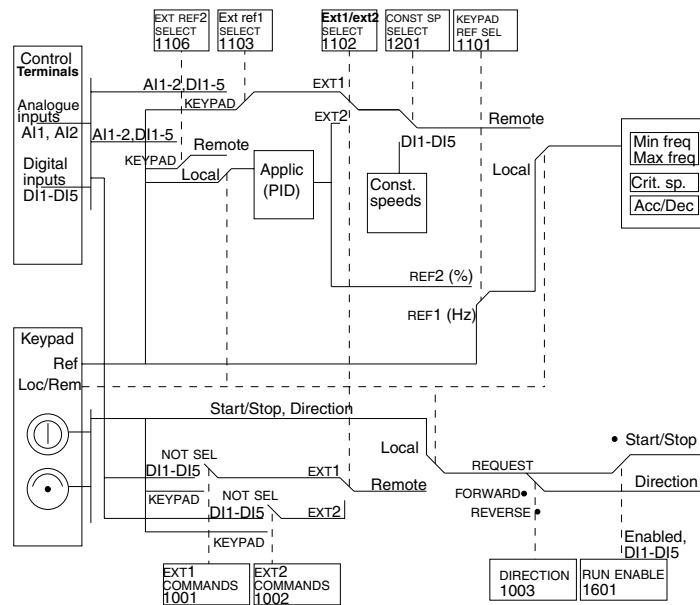 EXT REF2
SELECT
1106
Ext ref1
SELECT
1103
Ext1/ext2
SELECT
1102
CONST SP
SELECT
1201
KEYPAD
REF SEL
1101
Control
Terminals
Analogue
inputs
AI1, AI2
Digital
inputs
DI1-DI5
AI1-2,DI1-5
KEYPAD
EXT1
EXT2
AI1-2,DI1-5
Remote
KEYPAD
Local
Applic
(PID)
DI1-DI5
Const.
speeds
Remote
Local
Min freq
Max freq
Crit. sp.
Acc/Dec
REF2 (%)
REF1 (Hz)
Keypad
Ref
Loc/Rem
Start/Stop, Direction
Local
NOT SEL
DI1-DI5
KEYPAD
EXT1
Remote
NOT SEL
DI1-DI5
EXT2
KEYPAD
REQUEST
• Start/Stop
Direction
FORWARD•
REVERSE•
Enabled,
DI1-DI5
EXT1
COMMANDS
1001
EXT2
COMMANDS
1002
DIRECTION
1003
RUN ENABLE
1601